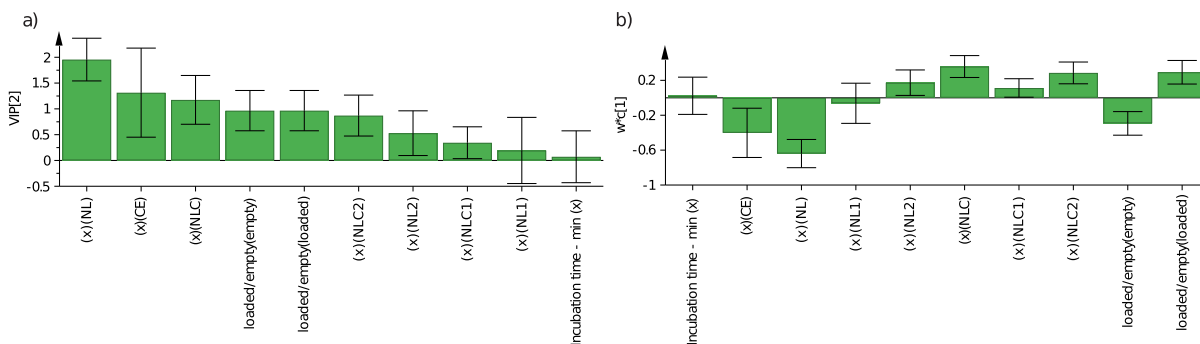 a)
VIP[2]
2
1.5
1
0.5
0
-0.5
(x)(NL)
(x)(CE)
(x)(NLC)
loaded/empty(empty)
loaded/empty(loaded)
(x)(NLC2)
(x)(NL2)
(x)(NLC1)
(x)(NL1)
Incubation time - min (x)
b)
w*c[1]
0.2
-0.2
-0.6
-1
Incubation time - min (x)
(x)(CE)
(x)(NL)
(x)(NL1)
(x)(NL2)
(x)(NLC)
(x)(NLC1)
(x)(NLC2)
loaded/empty(empty)
loaded/empty(loaded)